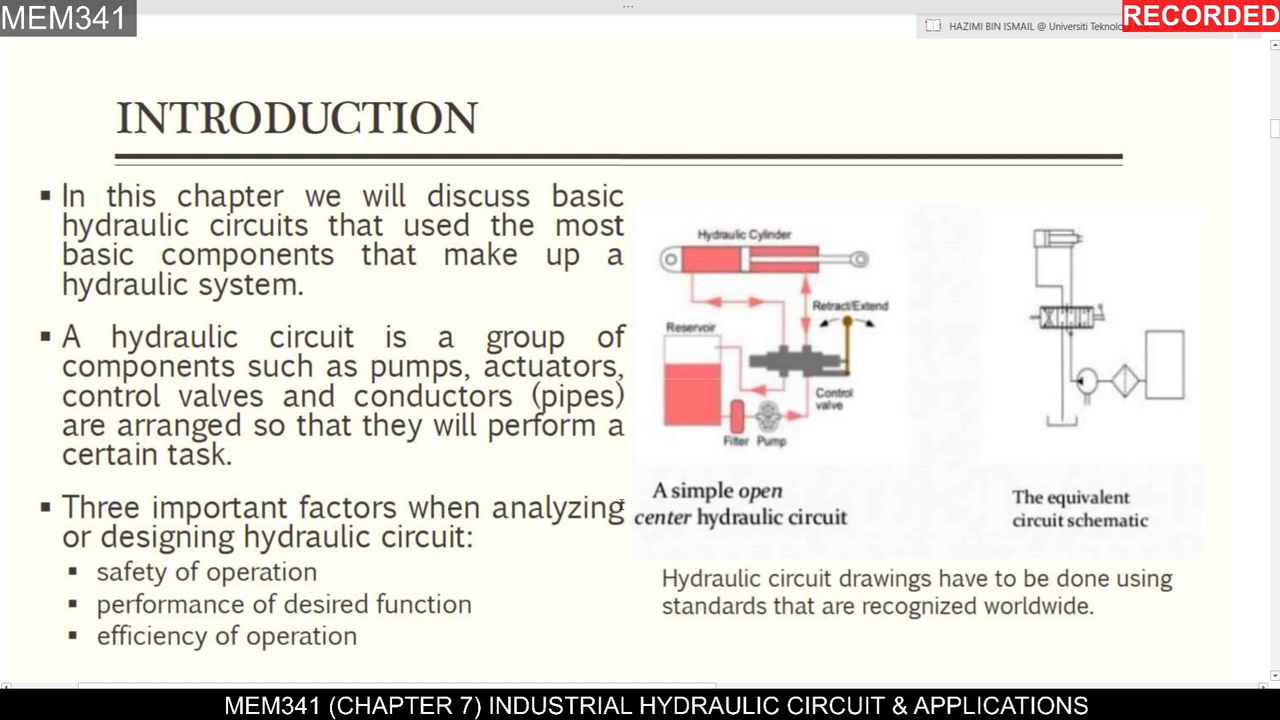 MEM341
RECORDED
HAZIMI BIN ISMAIL @ Universiti Teknolog
INTRODUCTION
▪ In this chapter we will discuss basic
hydraulic circuits that used the most
basic components that make up a
hydraulic system.
▪ A hydraulic circuit is a group of
components such as pumps, actuators,
control valves and conductors (pipes)
are arranged so that they will perform a
certain task.
▪ Three important factors when analyzing
or designing hydraulic circuit:
▪ safety of operation
▪ performance of desired function
▪ efficiency of operation
Hydraulic Cylinder
Retract/Extend
Reservoir
Control
valve
Filter Pump
A simple open
center hydraulic circuit
The equivalent
circuit schematic
Hydraulic circuit drawings have to be done using
standards that are recognized worldwide.
MEM341 (CHAPTER 7) INDUSTRIAL HYDRAULIC CIRCUIT & APPLICATIONS